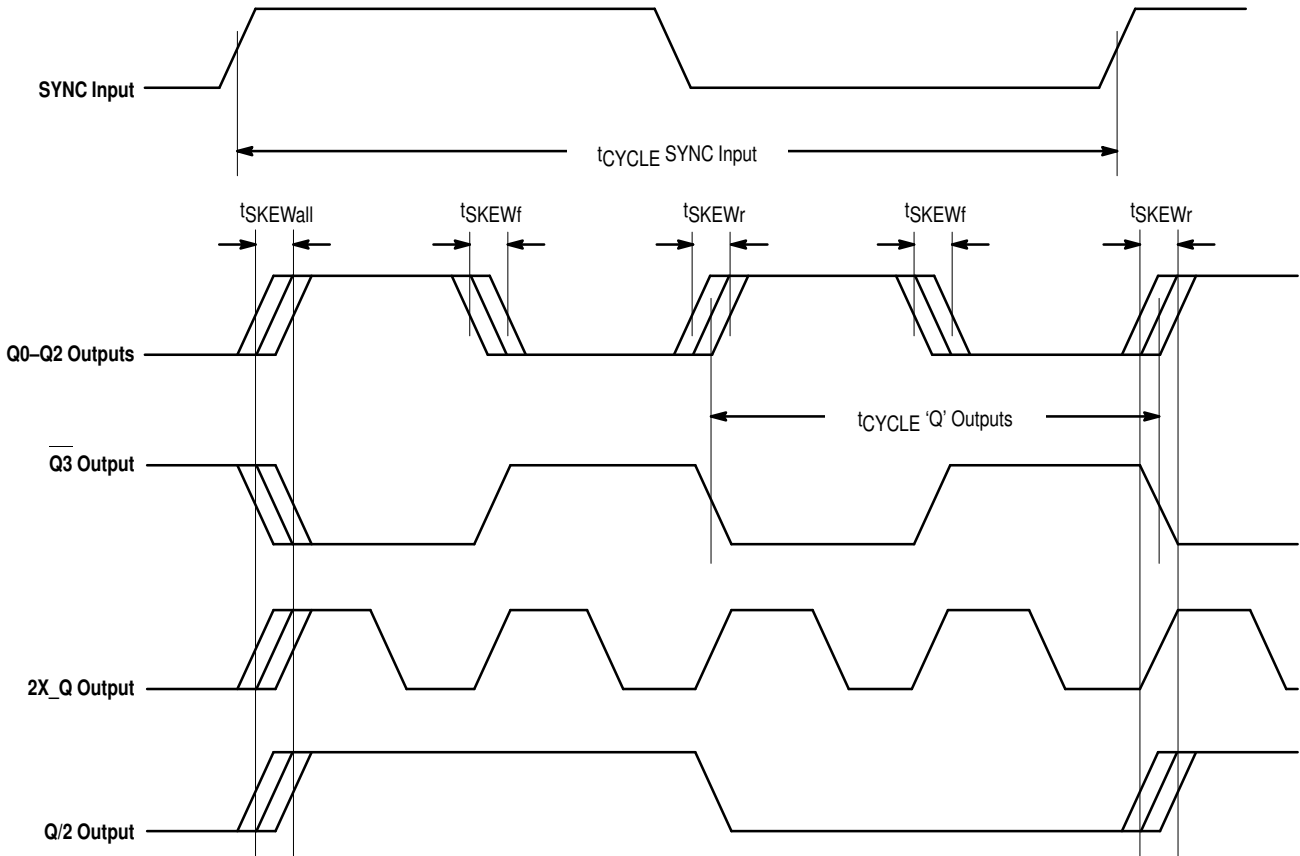 SYNC Input
tCYCLE SYNC Input
tSKEWall
tSKEWf
tSKEWr
tSKEWf
tSKEWr
Q0–Q2 Outputs
tCYCLE ‘Q’ Outputs
Q3 Output
2X_Q Output
Q/2 Output